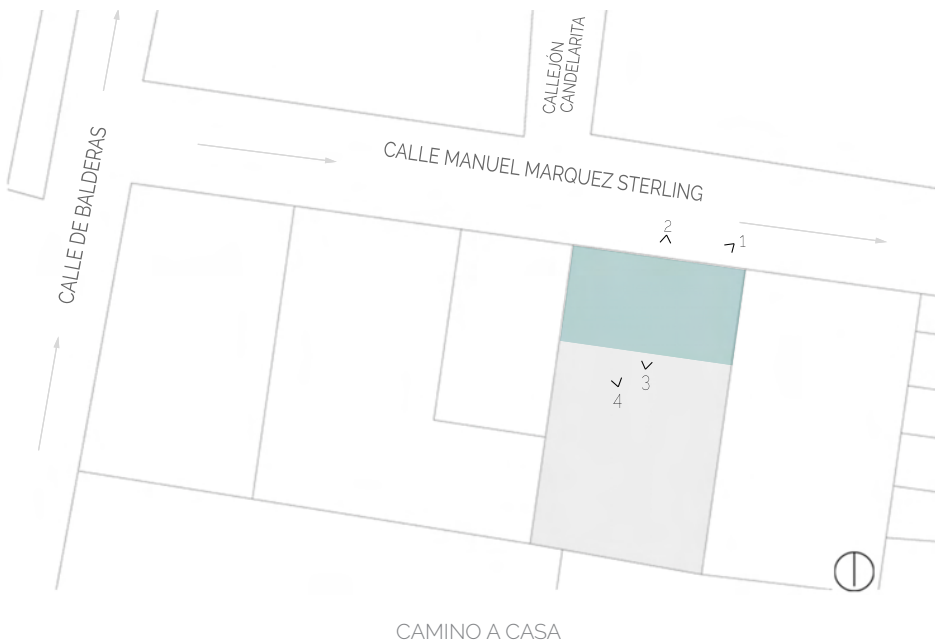 CALLEJÓN
CANDELARITA
CALLE DE BALDERAS
CALLE MANUEL MARQUEZ STERLING
2
1
3
4
CAMINO A CASA